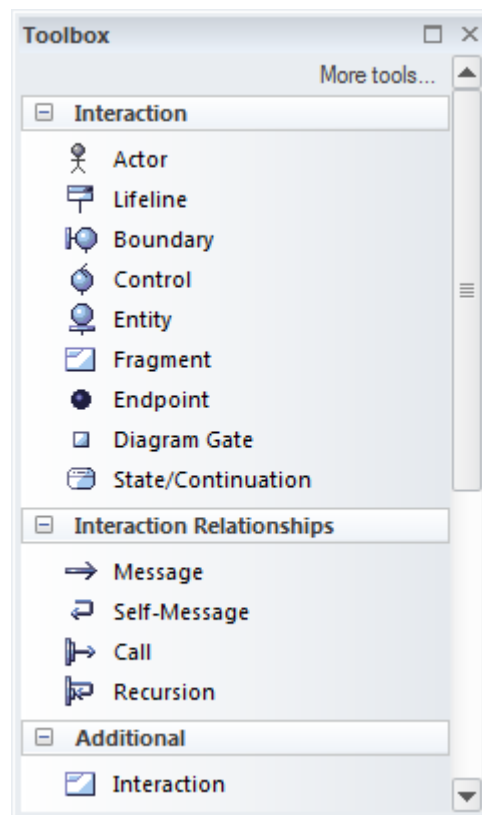 Toolbox
More tools...
Interaction
Actor
Lifeline
Boundary
Control
Entity
Fragment
Endpoint
Diagram Gate
State/Continuation
Interaction Relationships
Message
Self-Message
Call
Recursion
Additional
Interaction